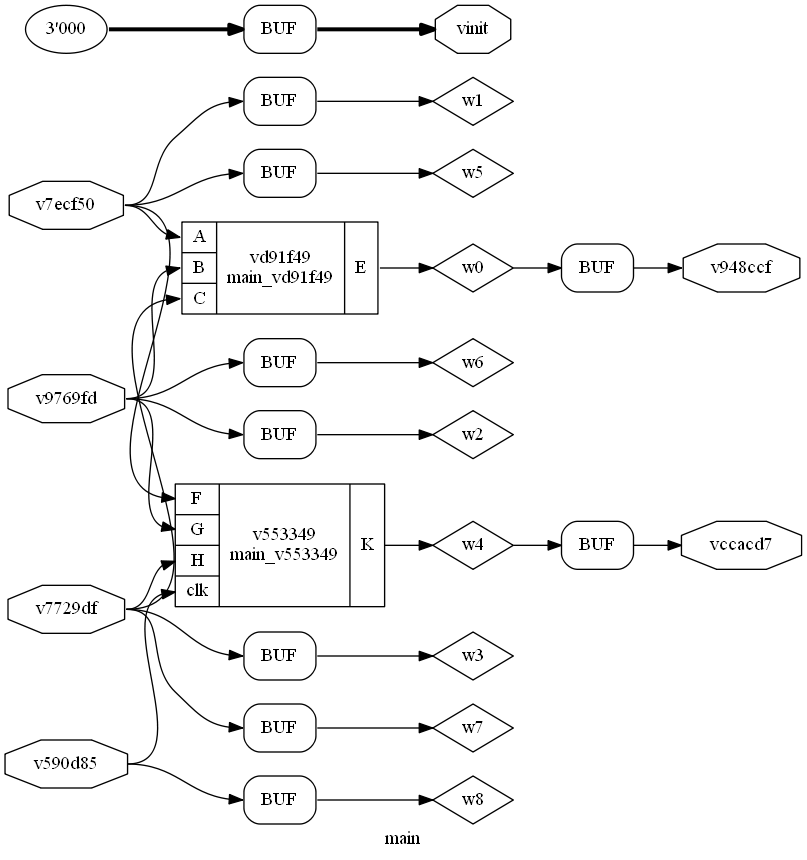 3'000 BUF vinit
BUF w1
BUF w5
v7ecf50
A
B
C
vd91f49
main_vd91f49
E
w0 BUF v948ccf
BUF w6
v9769fd
BUF w2
F
G
H
clk
v553349
main_v553349
K
w4 BUF vccacd7
v7729df
BUF w3
BUF w7
v590d85
BUF w8
main